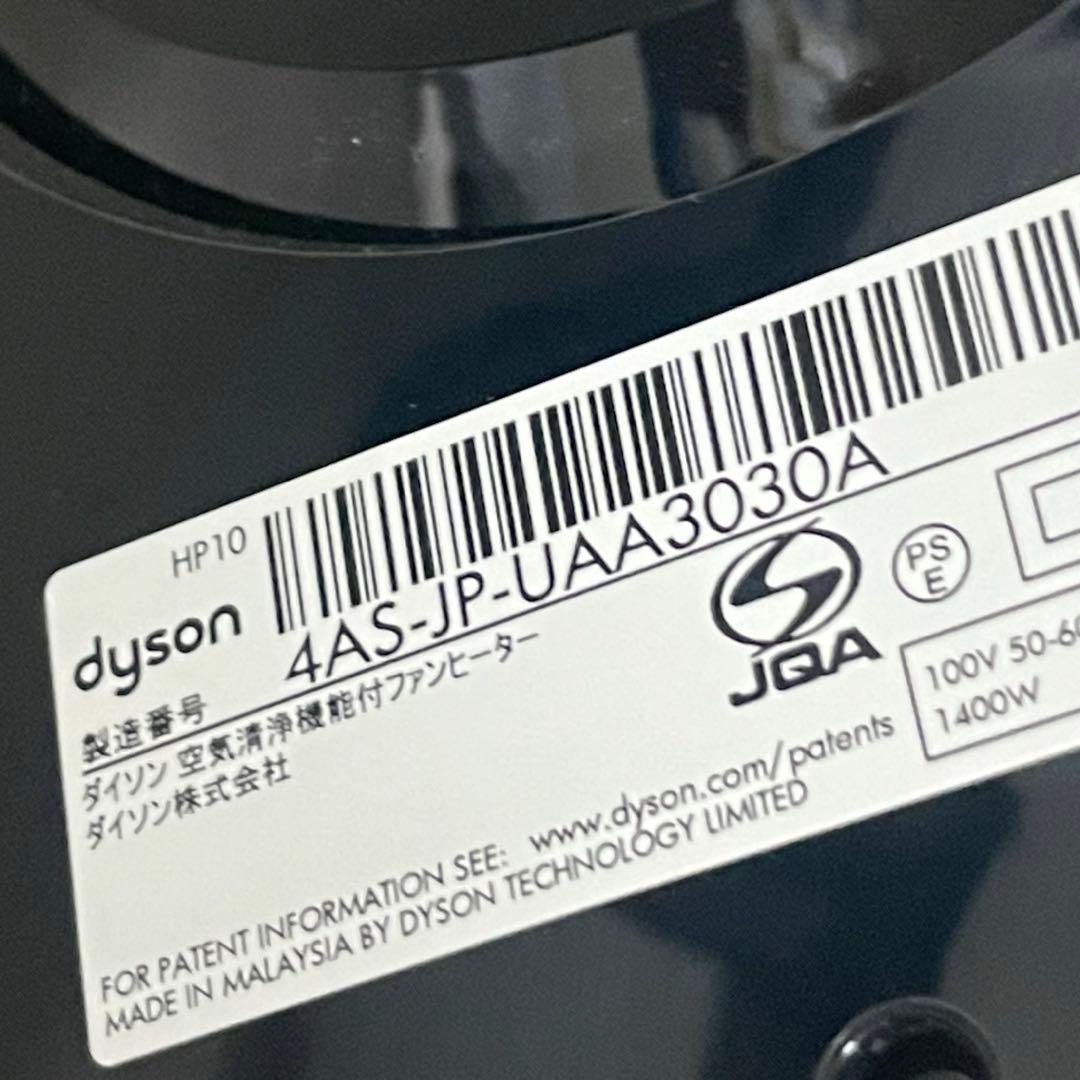 HP10
dyson
製造番号
4AS-JP-UAA3030A
ダイソン 空気清浄機能付ファンヒーター
ダイソン株式会社
JQA
PS
E
100V 50-60
1400W
FOR PATENT INFORMATION SEE: www.dyson.com/patents
MADE IN MALAYSIA BY DYSON TECHNOLOGY LIMITED